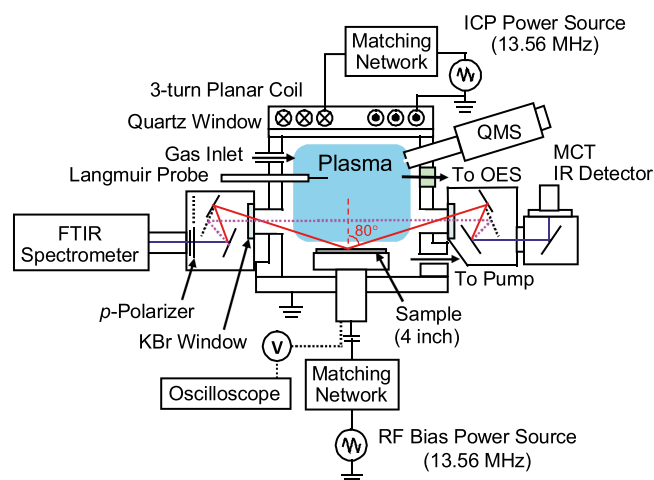 ICP Power Source
(13.56 MHz)
Matching
Network
3-turn Planar Coil
Quartz Window
QMS
Gas Inlet
Plasma
Langmuir Probe
To OES
MCT
IR Detector
FTIR
Spectrometer
80°
To Pump
p-Polarizer
Sample
(4 inch)
KBr Window
V
Oscilloscope
Matching
Network
RF Bias Power Source
(13.56 MHz)